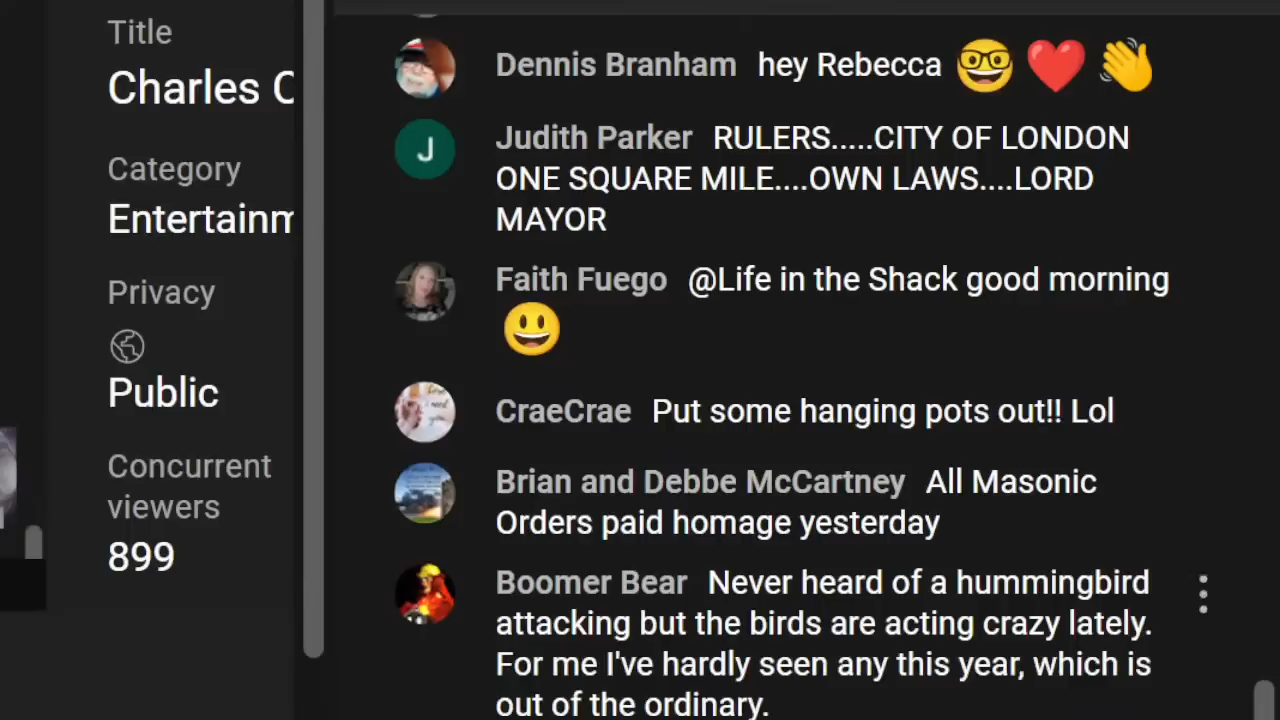 Title
Charles C
Category
Entertainm
Privacy
Public
Concurrent
viewers
899
Dennis Branham hey Rebecca 🤓 ❤️ 👋
J
Judith Parker RULERS.....CITY OF LONDON
ONE SQUARE MILE....OWN LAWS....LORD
MAYOR
Faith Fuego @Life in the Shack good morning
😃
CraeCrae Put some hanging pots out!! Lol
Brian and Debbe McCartney All Masonic
Orders paid homage yesterday
Boomer Bear Never heard of a hummingbird
attacking but the birds are acting crazy lately.
For me I've hardly seen any this year, which is
out of the ordinary.